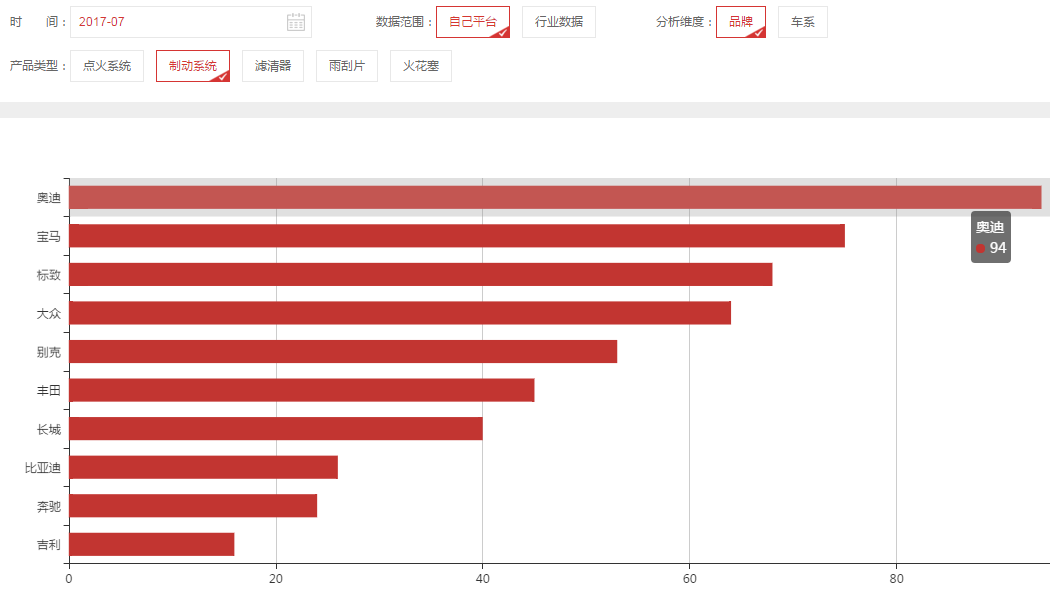 时 间： 2017-07 数据范围： 自己平台 行业数据 分析维度： 品牌 车系
产品类型： 点火系统 制动系统 滤清器 雨刮片 火花塞
奥迪
奥迪
94
宝马
标致
大众
别克
丰田
长城
比亚迪
奔驰
吉利
0 20 40 60 80